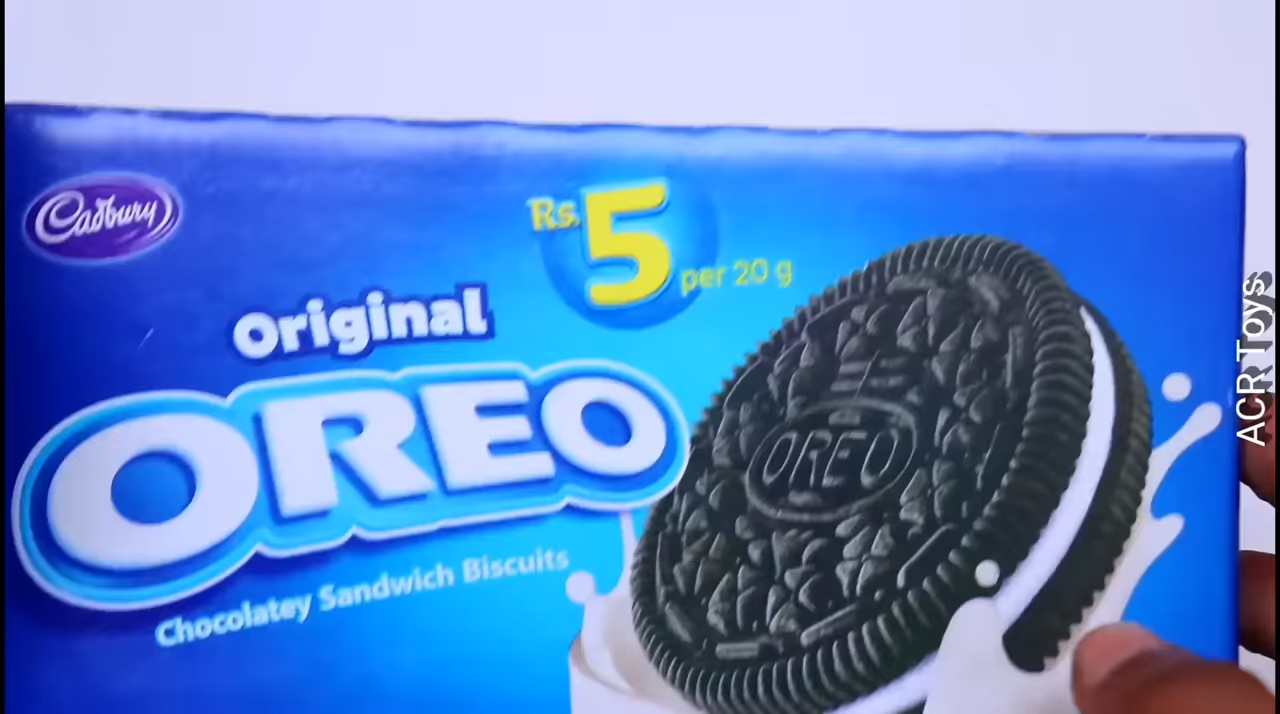 Cadbury
Rs. 5 per 20 g
Original
OREO
Chocolatey Sandwich Biscuits
OREO
ACR Toys